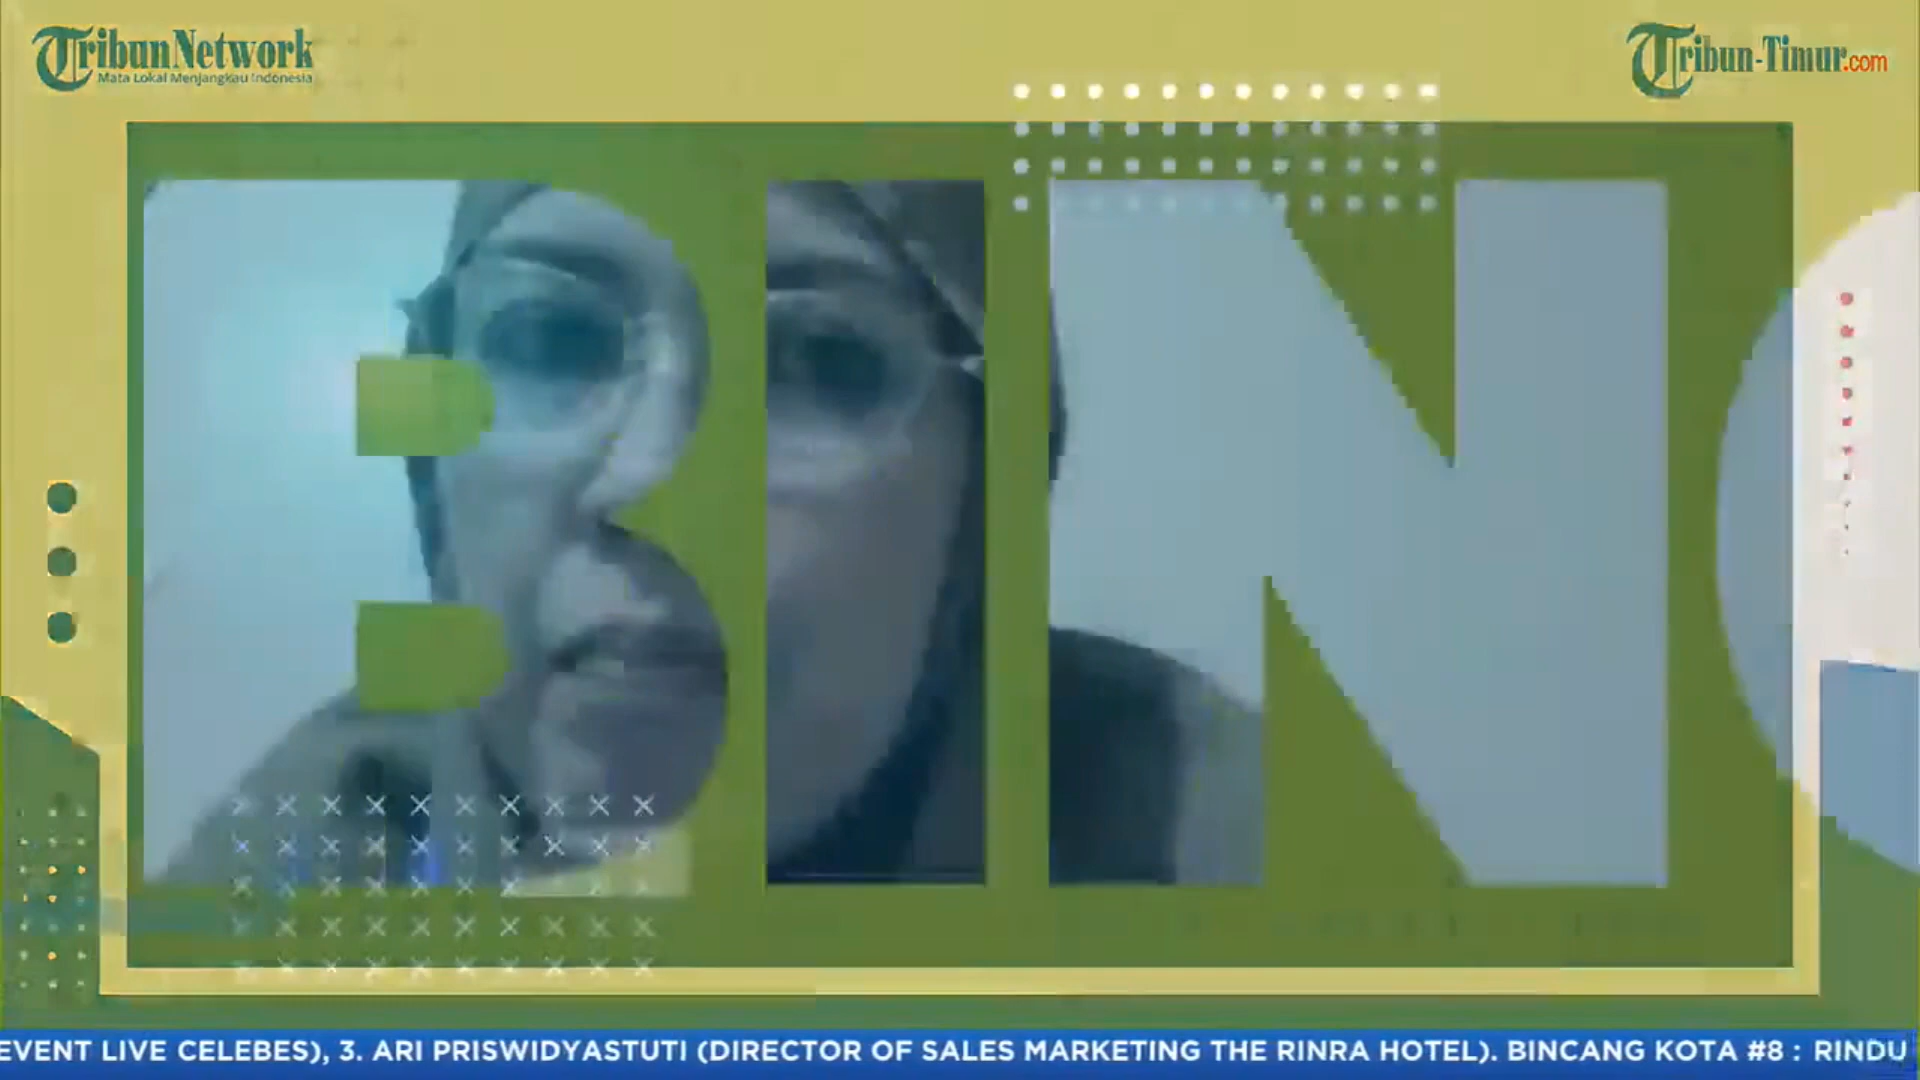 TribunNetwork
Mata Lokal Menjangkau Indonesia
Tribun-Timur.com
BIN
EVENT LIVE CELEBES), 3. ARI PRISWIDYASTUTI (DIRECTOR OF SALES MARKETING THE RINRA HOTEL). BINCANG KOTA #8 : RINDU